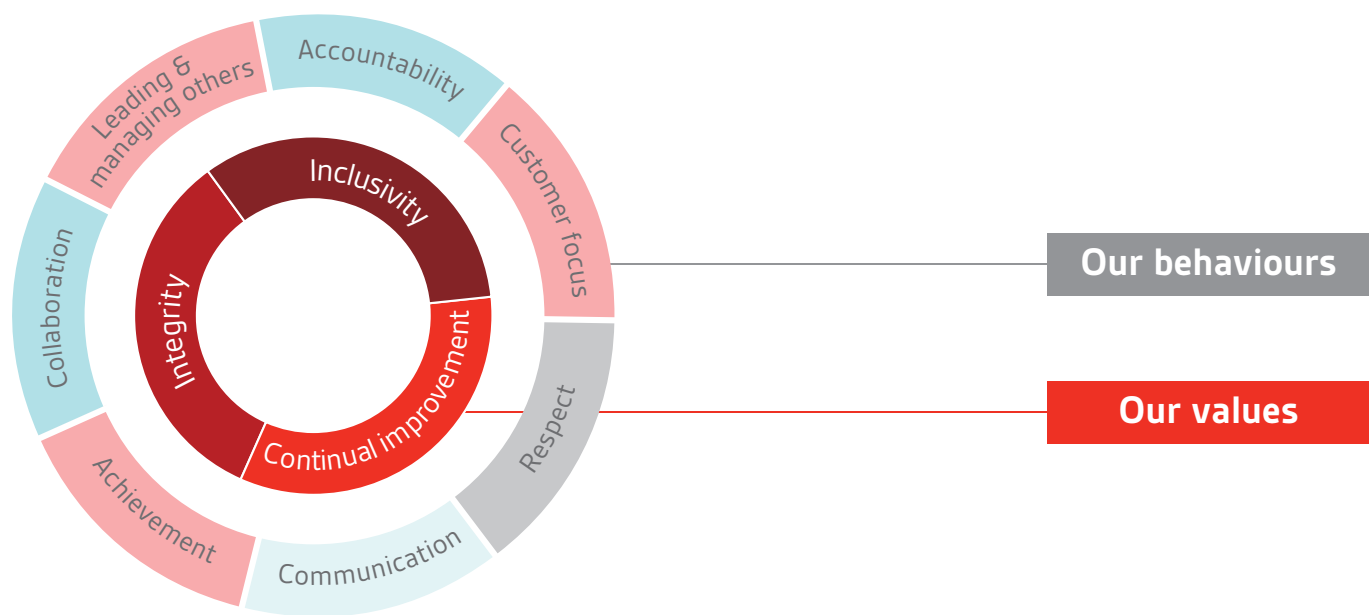 Accountability
Customer focus
Respect
Communication
Achievement
Collaboration
Leading &
managing others
Inclusivity
Continual improvement
Integrity
Our behaviours
Our values